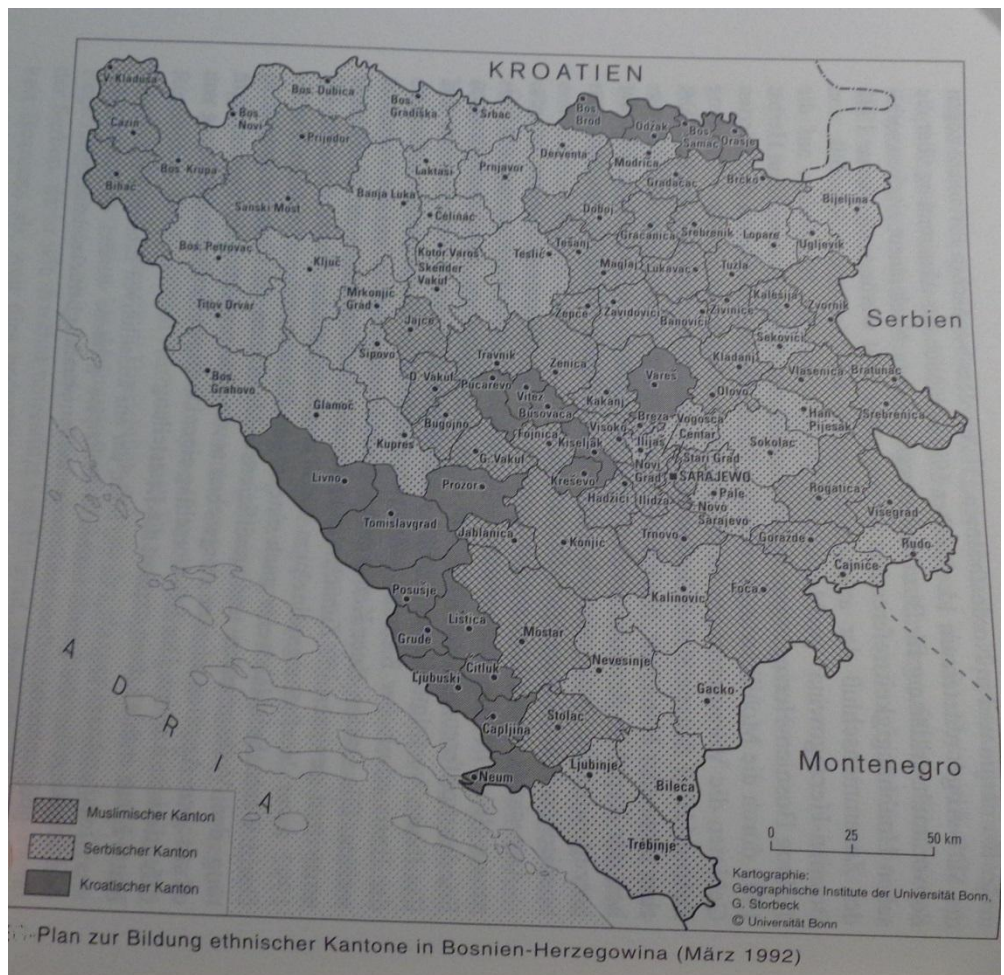 KROATIEN
V. Kladuša
Cazin
Bihać
Bos. Krupa
Bos.
Novi
Bos. Dubica
Prijedor
Sanski Most
Bos.
Gradiška
Srbac
Laktaši
Prnjavor
Banja Luka
Čelinac
Derventa
Bos
Brod
Odžak
Bos
Šamac
Orašje
Modriča
Gradačac
Brčko
Bijeljina
Doboj
Gračanica
Srebrenik
Lopare
Ugljevik
Bos. Petrovac
Ključ
Kotor Varoš
Skender
Vakuf
Teslić
Tešanj
Maglaj
Lukavac
Tuzla
Kalesija
Zvornik
Titov Drvar
Mrkonjić
Grad
Jajce
Šipovo
Žepče
Zavidovići
Banovići
Živinice
Serbien
Šekovići
Kladanj
Vlasenica
Bratunac
Srebrenica
Bos.
Grahovo
Glamoč
Kupres
D. Vakuf
Bugojno
Travnik
Pucarevo
Vitez
Busovača
Zenica
Kakanj
Vareš
Olovo
Han
Pijesak
Sokolac
Fojnica
Kiseljak
Visoko
Breza
Ilijaš
Vogošća
Centar
Stari Grad
Novi
Grad
SARAJEWO
Pale
Novo
Sarajevo
G. Vakuf
Kreševo
Hadžići
Ilidža
Livno
Tomislavgrad
Prozor
Jablanica
Konjic
Trnovo
Rogatica
Višegrad
Goražde
Rudo
Čajniče
Kalinovic
Foča
Posušje
Lištica
Grude
Mostar
Čitluk
Ljubuški
Nevesinje
Gacko
Čapljina
Stolac
Neum
Ljubinje
Bileća
Trebinje
Montenegro
A
D
R
I
A
0 25 50 km
Muslimischer Kanton
Serbischer Kanton
Kroatischer Kanton
Kartographie:
Geographische Institute der Universität Bonn,
G. Storbeck
© Universität Bonn
Plan zur Bildung ethnischer Kantone in Bosnien-Herzegowina (März 1992)